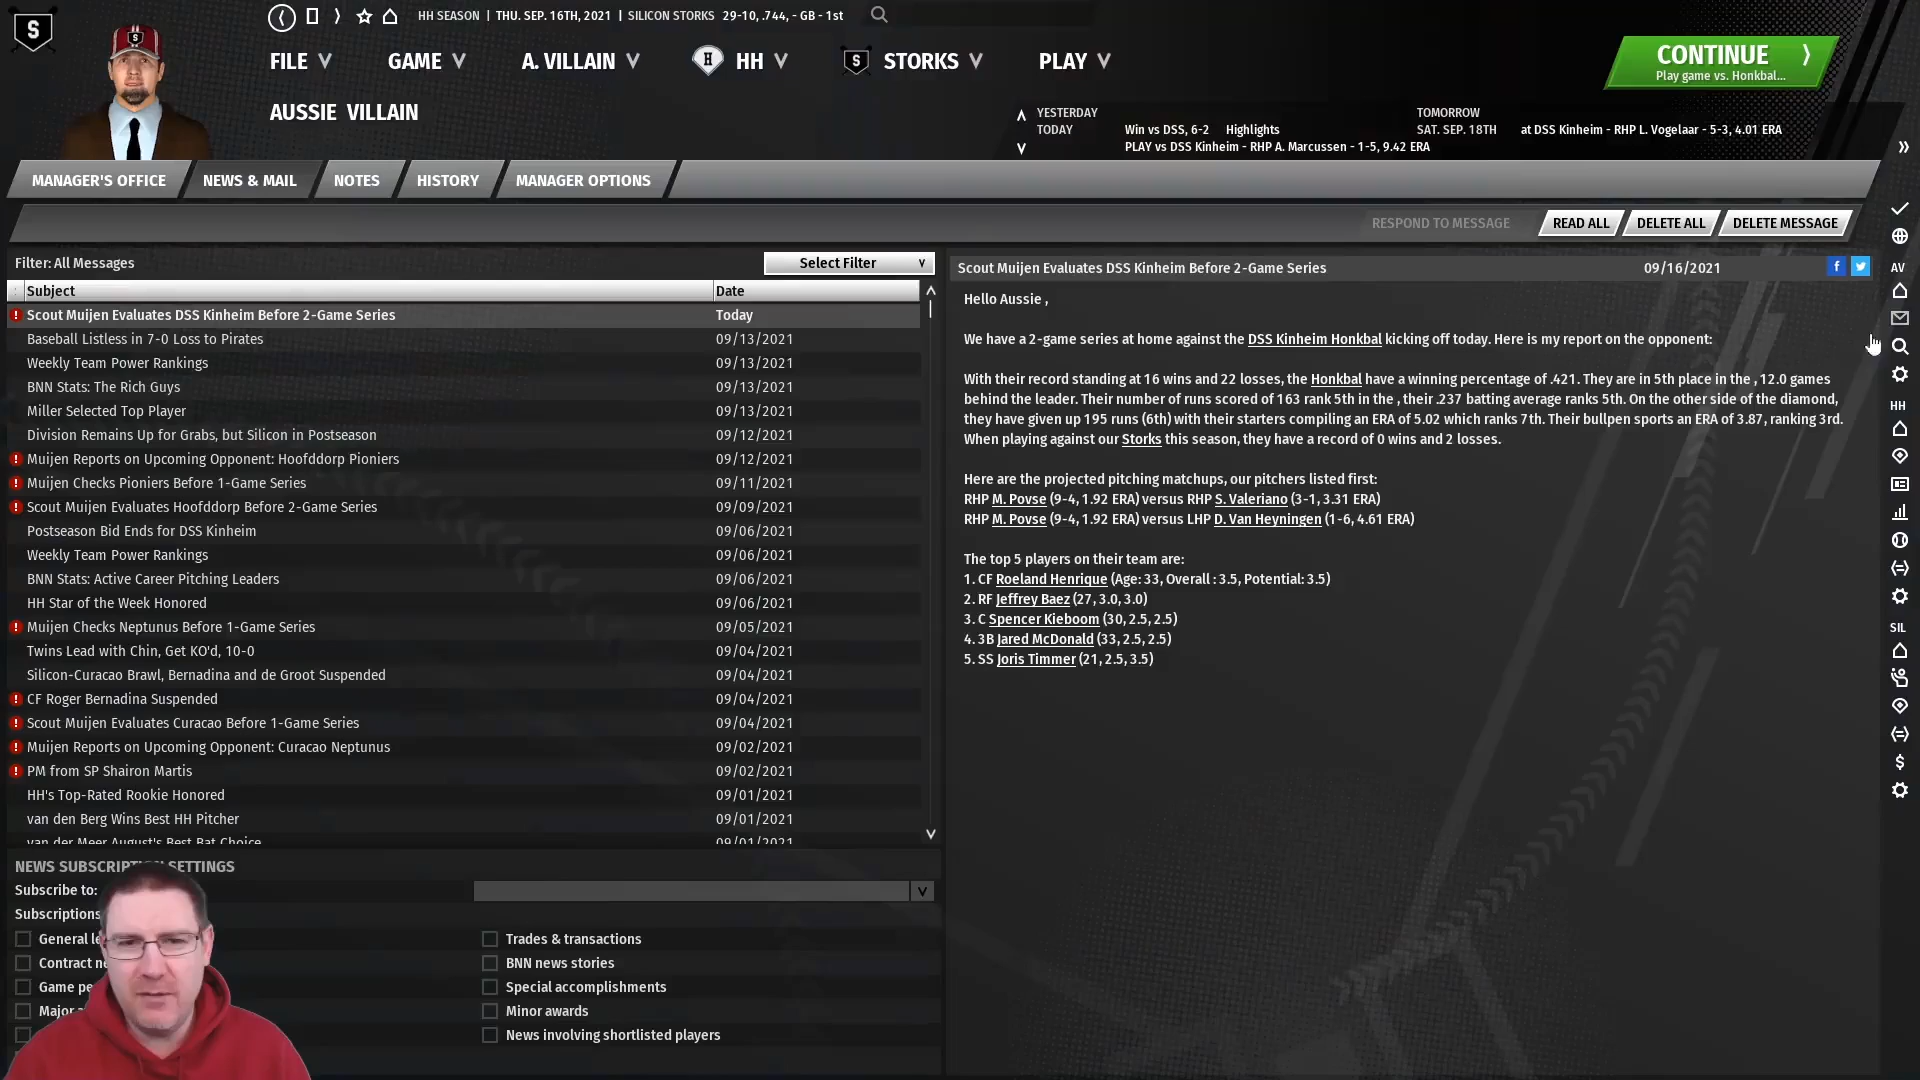 HH SEASON | THU. SEP. 16TH, 2021 | SILICON STORKS 29-10, .744, - GB - 1st
S
S
FILE GAME A. VILLAIN H HH S STORKS PLAY
CONTINUE
Play game vs. Honkbal...
AUSSIE VILLAIN
YESTERDAY
TODAY
Win vs DSS, 6-2 Highlights
PLAY vs DSS Kinheim - RHP A. Marcussen - 1-5, 9.42 ERA
TOMORROW
SAT. SEP. 18TH at DSS Kinheim - RHP L. Vogelaar - 5-3, 4.01 ERA
MANAGER'S OFFICE NEWS & MAIL NOTES HISTORY MANAGER OPTIONS
RESPOND TO MESSAGE READ ALL DELETE ALL DELETE MESSAGE
Filter: All Messages Select Filter
Subject Date
Scout Muijen Evaluates DSS Kinheim Before 2-Game Series Today
Baseball Listless in 7-0 Loss to Pirates 09/13/2021
Weekly Team Power Rankings 09/13/2021
BNN Stats: The Rich Guys 09/13/2021
Miller Selected Top Player 09/13/2021
Division Remains Up for Grabs, but Silicon in Postseason 09/12/2021
Muijen Reports on Upcoming Opponent: Hoofddorp Pioniers 09/12/2021
Muijen Checks Pioniers Before 1-Game Series 09/11/2021
Scout Muijen Evaluates Hoofddorp Before 2-Game Series 09/09/2021
Postseason Bid Ends for DSS Kinheim 09/06/2021
Weekly Team Power Rankings 09/06/2021
BNN Stats: Active Career Pitching Leaders 09/06/2021
HH Star of the Week Honored 09/06/2021
Muijen Checks Neptunus Before 1-Game Series 09/05/2021
Twins Lead with Chin, Get KO'd, 10-0 09/04/2021
Silicon-Curacao Brawl, Bernadina and de Groot Suspended 09/04/2021
CF Roger Bernadina Suspended 09/04/2021
Scout Muijen Evaluates Curacao Before 1-Game Series 09/04/2021
Muijen Reports on Upcoming Opponent: Curacao Neptunus 09/02/2021
PM from SP Shairon Martis 09/02/2021
HH's Top-Rated Rookie Honored 09/01/2021
van den Berg Wins Best HH Pitcher 09/01/2021
van der Meer August's Best Bat Choice 09/01/2021
NEWS SUBSCRIPT SETTINGS
Subscribe to:
Subscriptions
General le
Contract ne
Game pe
Major a
Trades & transactions
BNN news stories
Special accomplishments
Minor awards
News involving shortlisted players
Scout Muijen Evaluates DSS Kinheim Before 2-Game Series 09/16/2021
Hello Aussie ,
We have a 2-game series at home against the DSS Kinheim Honkbal kicking off today. Here is my report on the opponent:
With their record standing at 16 wins and 22 losses, the Honkbal have a winning percentage of .421. They are in 5th place in the , 12.0 games
behind the leader. Their number of runs scored of 163 rank 5th in the , their .237 batting average ranks 5th. On the other side of the diamond,
they have given up 195 runs (6th) with their starters compiling an ERA of 5.02 which ranks 7th. Their bullpen sports an ERA of 3.87, ranking 3rd.
When playing against our Storks this season, they have a record of 0 wins and 2 losses.
Here are the projected pitching matchups, our pitchers listed first:
RHP M. Povse (9-4, 1.92 ERA) versus RHP S. Valeriano (3-1, 3.31 ERA)
RHP M. Povse (9-4, 1.92 ERA) versus LHP D. Van Heyningen (1-6, 4.61 ERA)
The top 5 players on their team are:
1. CF Roeland Henrique (Age: 33, Overall : 3.5, Potential: 3.5)
2. RF Jeffrey Baez (27, 3.0, 3.0)
3. C Spencer Kieboom (30, 2.5, 2.5)
4. 3B Jared McDonald (33, 2.5, 2.5)
5. SS Joris Timmer (21, 2.5, 3.5)
AV
HH
SIL